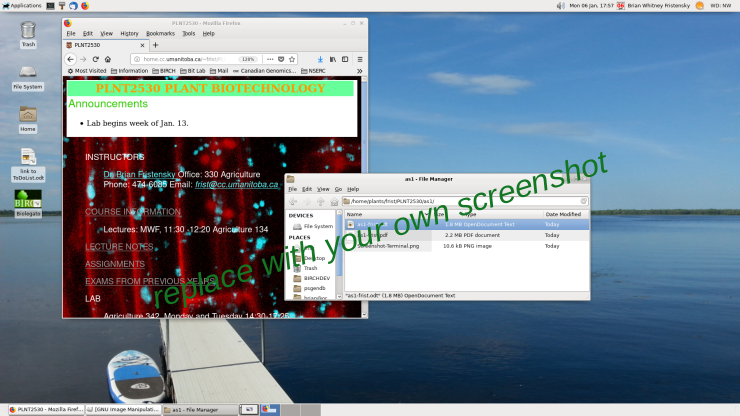 Applications
Mon 06 Jan, 17:57
Brian Whitney Fristensky
WD: NW
Trash
File System
Home
link to
ToDoList.odt
BIRCH
Biolegato
PLNT2530 - Mozilla Firefox
File Edit View History Bookmarks Tools Help
PLNT2530
home.cc.umanitoba.ca/~frist/
120%
Most Visited Information BIRCH Bit Lab Mail Canadian Genomics... NSERC
PLNT2530 PLANT BIOTECHNOLOGY
Announcements
Lab begins week of Jan. 13.
INSTRUCTORS
Dr. Brian Fristensky Office: 330 Agriculture
Phone: 474-6085 Email: frist@cc.umanitoba.ca
COURSE INFORMATION
Lectures: MWF, 11:30 -12:20 Agriculture 134
LECTURE NOTES
ASSIGNMENTS
EXAMS FROM PREVIOUS YEARS
LAB
Agriculture 342, Monday and Tuesday 14:30-17:25
as1 - File Manager
File Edit View Go Help
/home/plants/frist/PLNT2530/as1/
DEVICES
File System
PLACES
Desktop
Trash
BIRCHDEV
psgendb
Name Size Type Date Modified
as1-frist.odt 1.8 MB OpenDocument Text Today
as1-frist.pdf 2.2 MB PDF document Today
Screenshot-Terminal.png 10.6 kB PNG image Today
"as1-frist.odt" (1.8 MB) OpenDocument Text
replace with your own screenshot
PLNT2530 - Mozilla Firef...
[GNU Image Manipulati...
as1 - File Manager